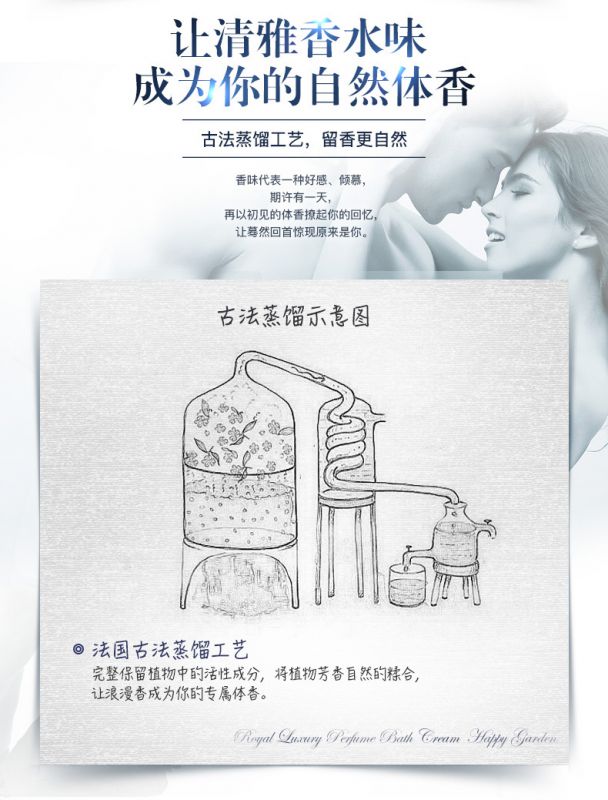 让清雅香水味
成为你的自然体香
古法蒸馏工艺，留香更自然
香味代表一种好感、倾慕，
期许有一天，
再以初见的体香撩起你的回忆，
让蓦然回首惊现原来是你。
古法蒸馏示意图
法国古法蒸馏工艺
完整保留植物中的活性成分，将植物芳香自然的糅合，
让浪漫香成为你的专属体香。
Royal Luxury Perfume Bath Cream Happy Garden